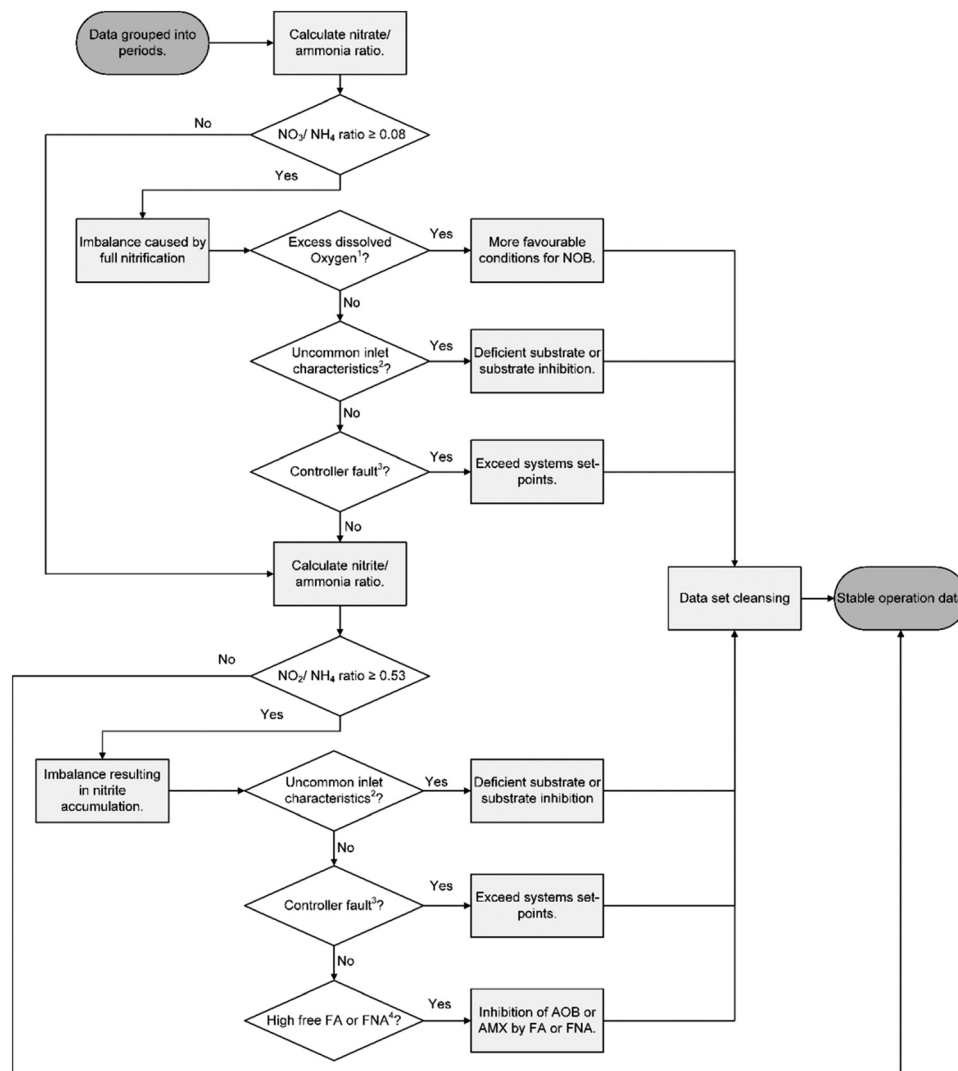 Data grouped into
periods.
Calculate nitrate/
ammonia ratio.
No
NO₃/ NH₄ ratio ≥ 0.08
Yes
Imbalance caused by
full nitrification
Excess dissolved
Oxygen¹?
Yes
More favourable
conditions for NOB.
No
Uncommon inlet
characteristics²?
Yes
Deficient substrate or
substrate inhibition.
No
Controller fault³?
Yes
Exceed systems set-
points.
No
Calculate nitrite/
ammonia ratio.
Data set cleansing
Stable operation data
No
NO₂/ NH₄ ratio ≥ 0.53
Yes
Imbalance resulting
in nitrite
accumulation.
Uncommon inlet
characteristics²?
Yes
Deficient substrate or
substrate inhibition
No
Controller fault³?
Yes
Exceed systems set-
points.
No
High free FA or FNA⁴?
Yes
Inhibition of AOB or
AMX by FA or FNA.